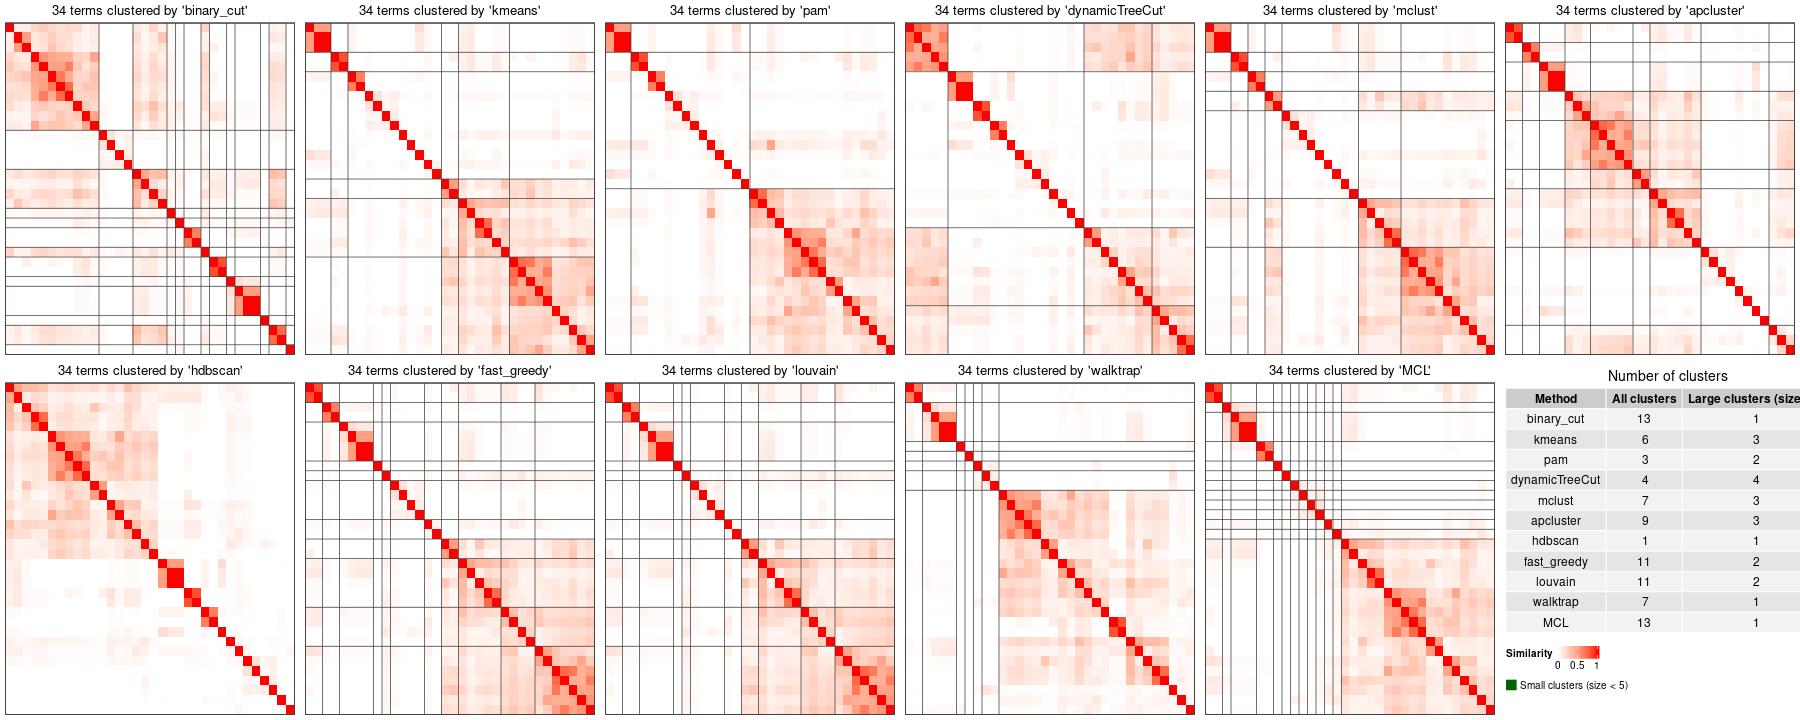 34 terms clustered by 'binary_cut'
34 terms clustered by 'kmeans'
34 terms clustered by 'pam'
34 terms clustered by 'dynamicTreeCut'
34 terms clustered by 'mclust'
34 terms clustered by 'apcluster'
34 terms clustered by 'hdbscan'
34 terms clustered by 'fast_greedy'
34 terms clustered by 'louvain'
34 terms clustered by 'walktrap'
34 terms clustered by 'MCL'
Number of clusters
Method All clusters Large clusters (size
binary_cut 13 1
kmeans 6 3
pam 3 2
dynamicTreeCut 4 4
mclust 7 3
apcluster 9 3
hdbscan 1 1
fast_greedy 11 2
louvain 11 2
walktrap 7 1
MCL 13 1
Similarity
0 0.5 1
Small clusters (size < 5)